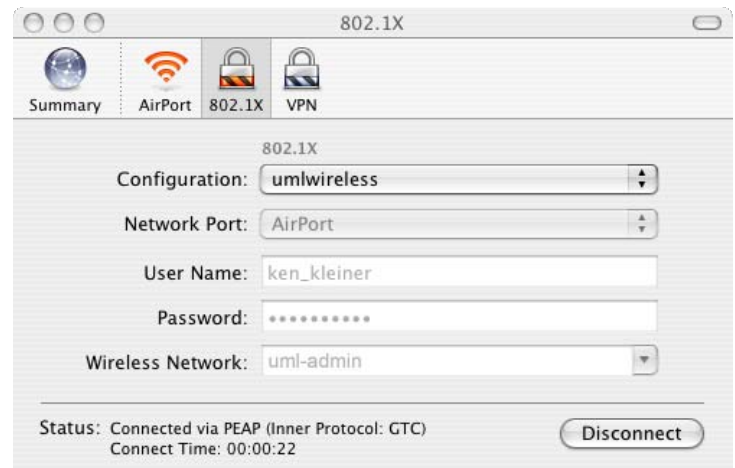 802.1X
Summary AirPort 802.1X VPN
802.1X
Configuration: umlwireless
Network Port: AirPort
User Name: ken_kleiner
Password: ••••••••••
Wireless Network: uml-admin
Status: Connected via PEAP (Inner Protocol: GTC)
Connect Time: 00:00:22
Disconnect